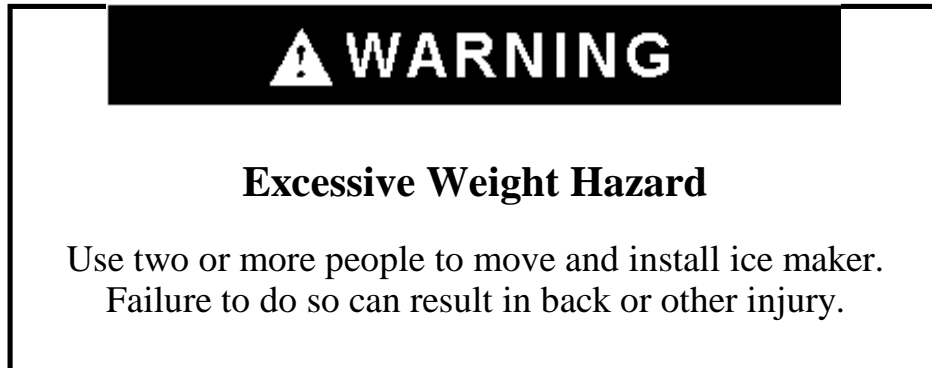 WARNING
Excessive Weight Hazard
Use two or more people to move and install ice maker.
Failure to do so can result in back or other injury.